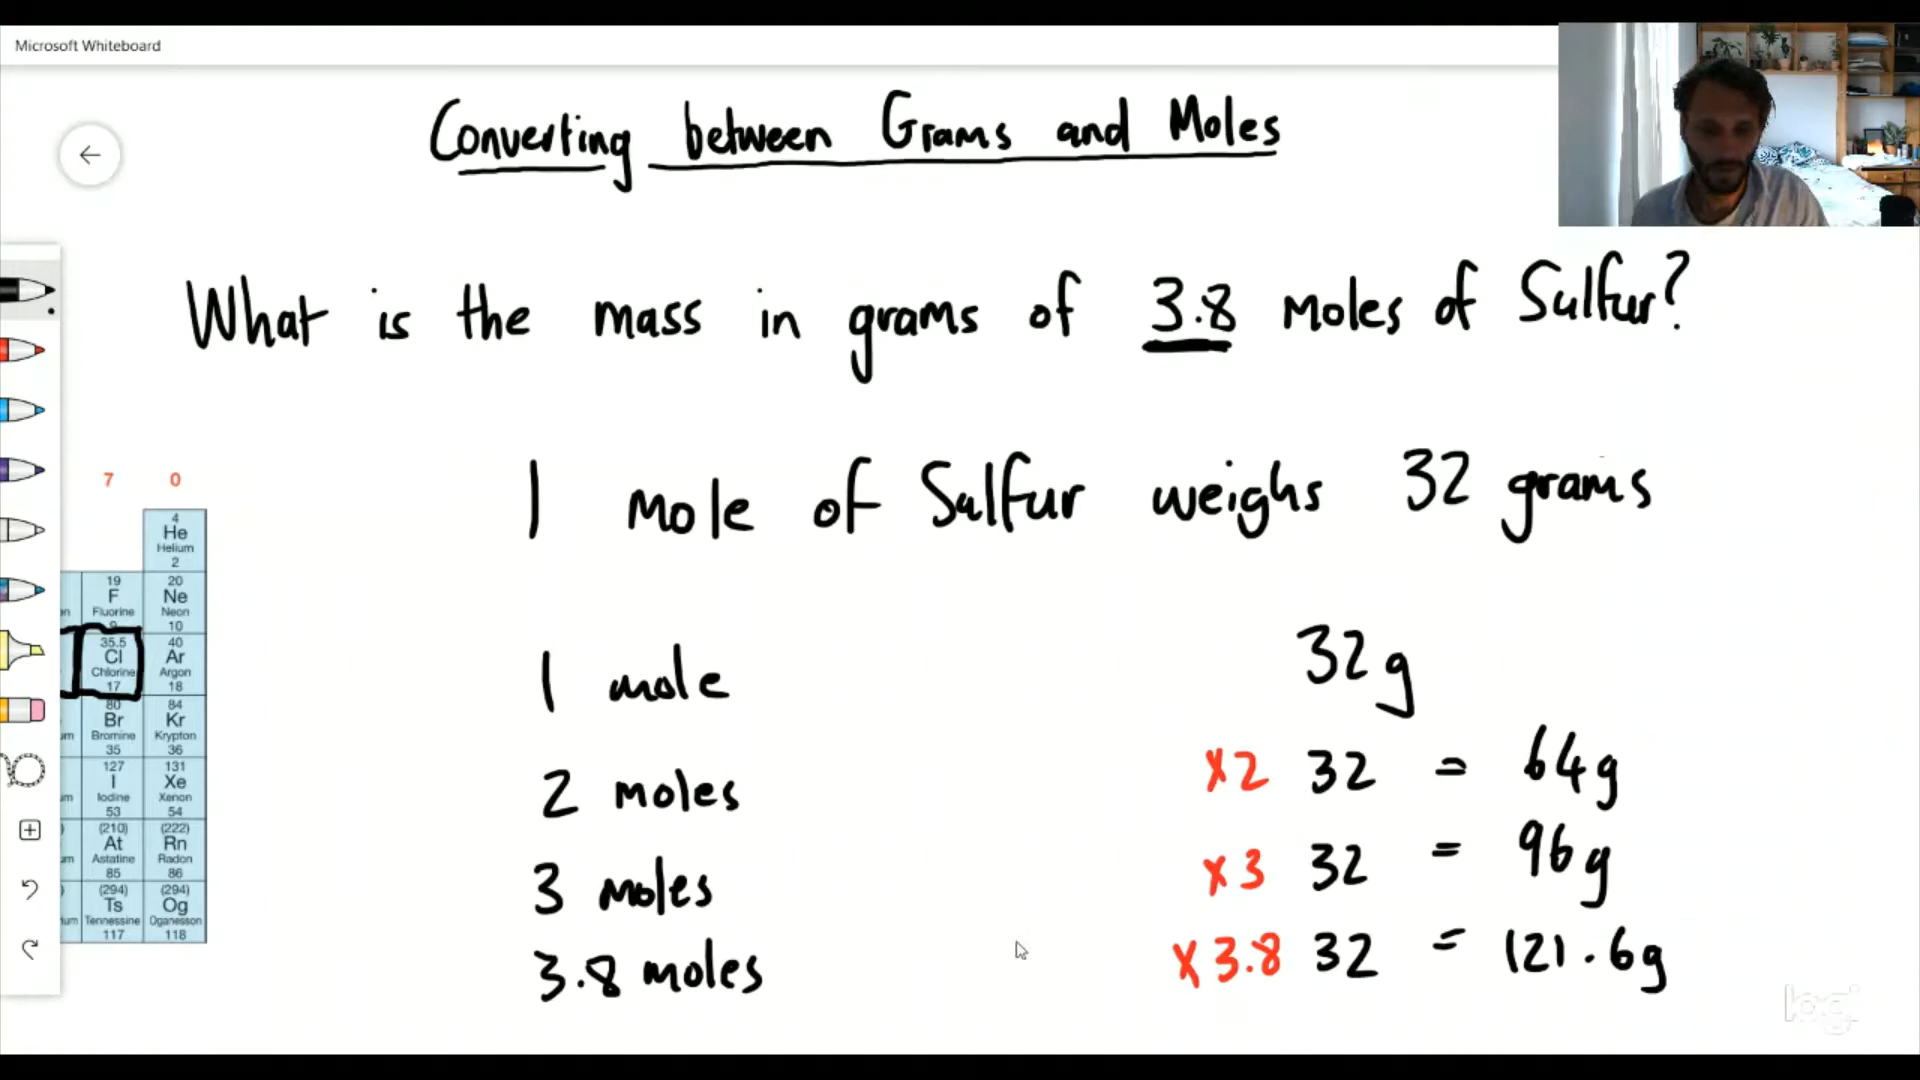 Microsoft Whiteboard
Converting between Grams and Moles
What is the mass in grams of 3.8 moles of Sulfur?
1 mole of Sulfur weighs 32 grams
1 mole 32g
2 moles x2 32 = 64g
3 moles x3 32 = 96g
3.8 moles x3.8 32 = 121.6g
7 0
4
He
Helium
2
19 20
F Ne
Fluorine Neon
9 10
35.5 40
Cl Ar
Chlorine Argon
17 18
80 84
Br Kr
Bromine Krypton
35 36
127 131
I Xe
Iodine Xenon
53 54
(210) (222)
At Rn
Astatine Radon
85 86
(294) (294)
Ts Og
Tennessine Oganesson
117 118
logi